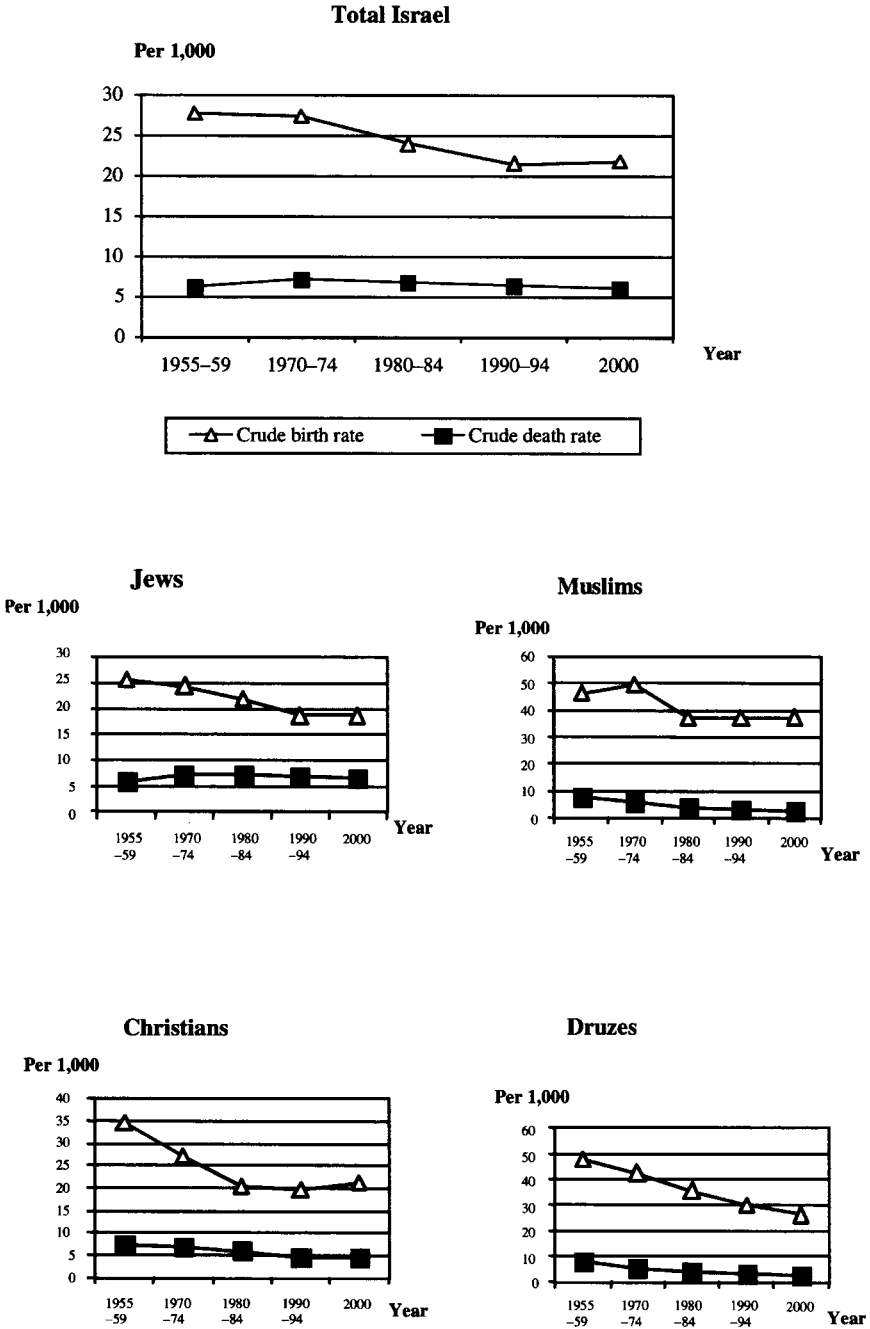 Total Israel
Per 1,000
30
25
20
15
10
5
0
1955–59 1970–74 1980–84 1990–94 2000
Year
Crude birth rate Crude death rate
Jews
Per 1,000
30
25
20
15
10
5
0
1955 1970 1980 1990 2000
–59 –74 –84 –94
Year
Muslims
Per 1,000
60
50
40
30
20
10
0
1955 1970 1980 1990 2000
–59 –74 –84 –94
Year
Christians
Per 1,000
40
35
30
25
20
15
10
5
0
1955 1970 1980 1990 2000
–59 –74 –84 –94
Year
Druzes
Per 1,000
60
50
40
30
20
10
0
1955 1970 1980 1990 2000
–59 –74 –84 –94
Year